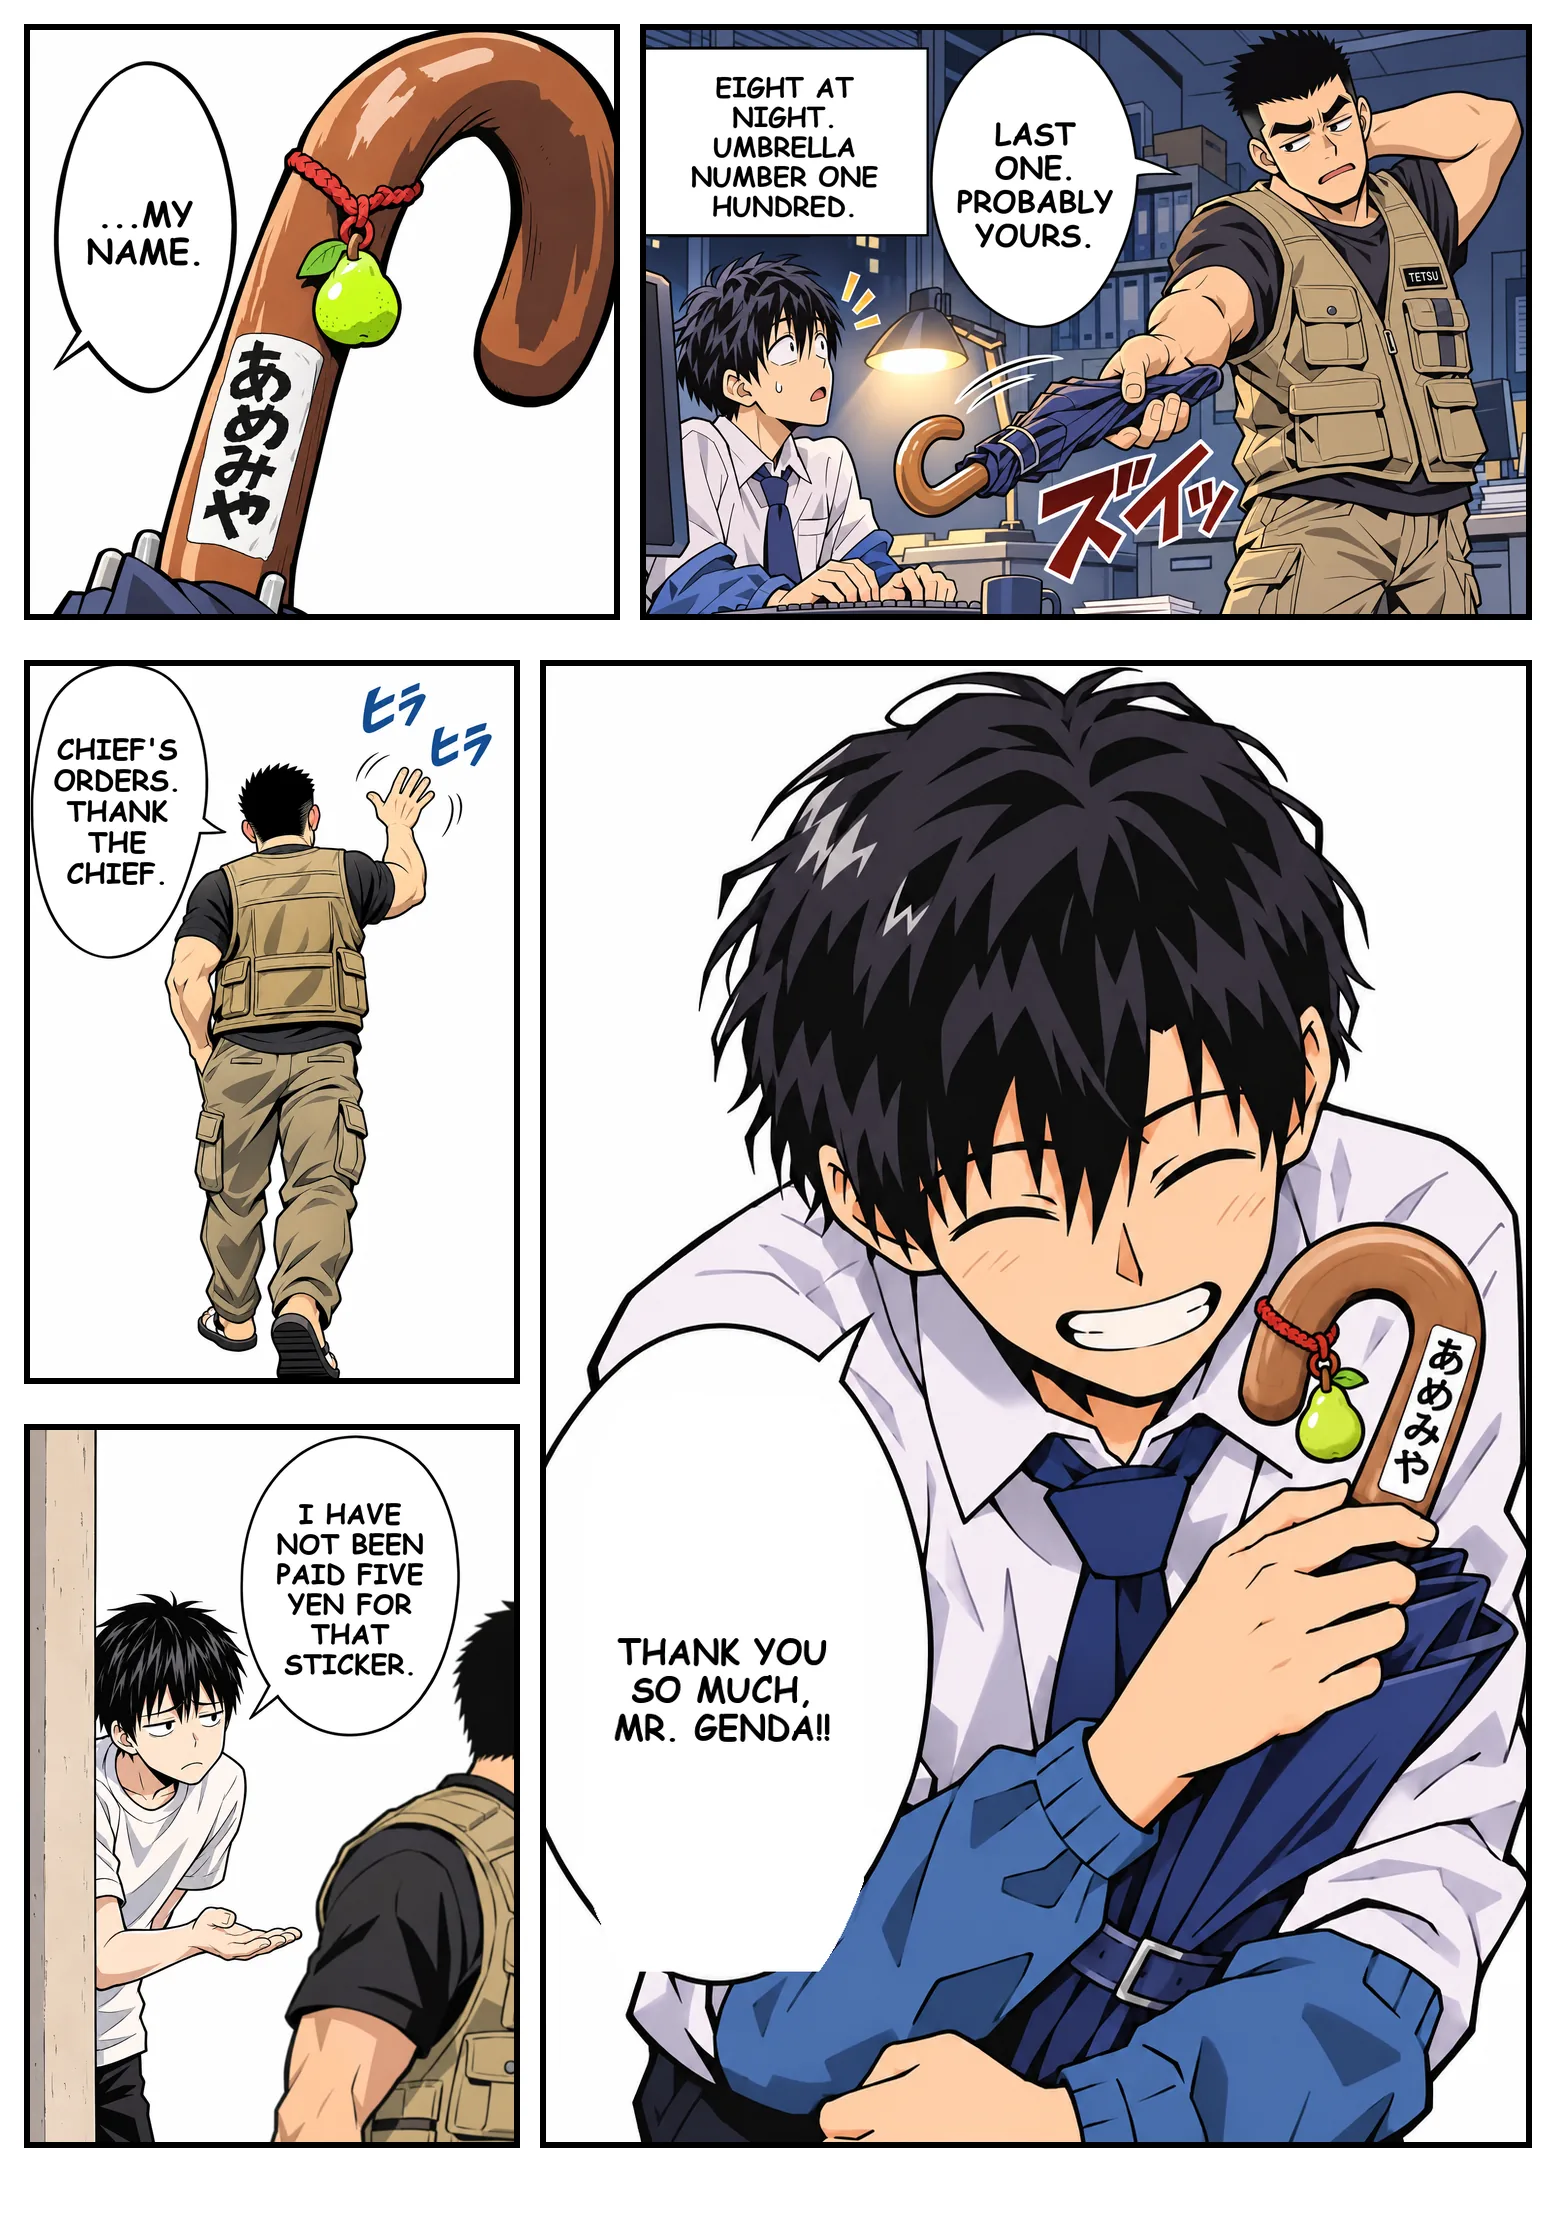 EIGHT AT
NIGHT.
UMBRELLA
NUMBER ONE
HUNDRED.
LAST
ONE.
PROBABLY
YOURS.
TETSU
ズイッ
...MY
NAME.
あめみや
THANK YOU
SO MUCH,
MR. GENDA!!
あめみや
CHIEF'S
ORDERS.
THANK
THE
CHIEF.
ヒラ
ヒラ
I HAVE
NOT BEEN
PAID FIVE
YEN FOR
THAT
STICKER.